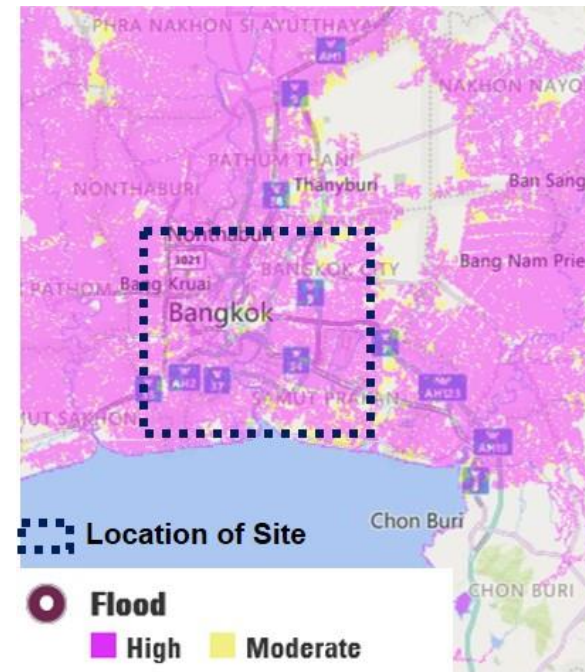 PHRA NAKHON SI AYUTTHAYA
AH1
NAKHON NAYO
PATHUM THANI
NONTHABURI
Thanyburi
Ban Sang
Nonthaburi
3021
BANGKOK CITY
Bang Nam Prie
PATHOM
Bang Kruai
9
Bangkok
34
AH2
37
AH123
SAMUT PRAKAN
UT SAKHON
AH19
Chon Buri
Location of Site
CHON BURI
Flood
High
Moderate